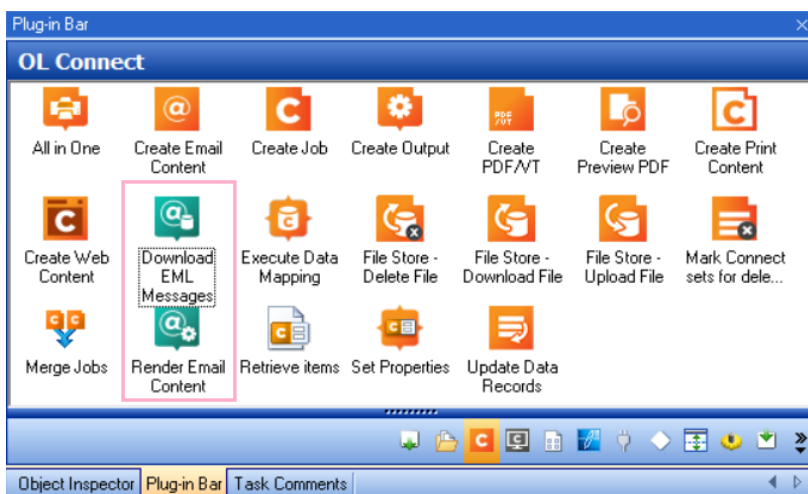 Plug-in Bar
OL Connect
All in One
Create Email Content
Create Job
Create Output
Create PDF/VT
Create Preview PDF
Create Print Content
Create Web Content
Download EML Messages
Execute Data Mapping
File Store - Delete File
File Store - Download File
File Store - Upload File
Mark Connect sets for dele...
Merge Jobs
Render Email Content
Retrieve items
Set Properties
Update Data Records
Object Inspector
Plug-in Bar
Task Comments